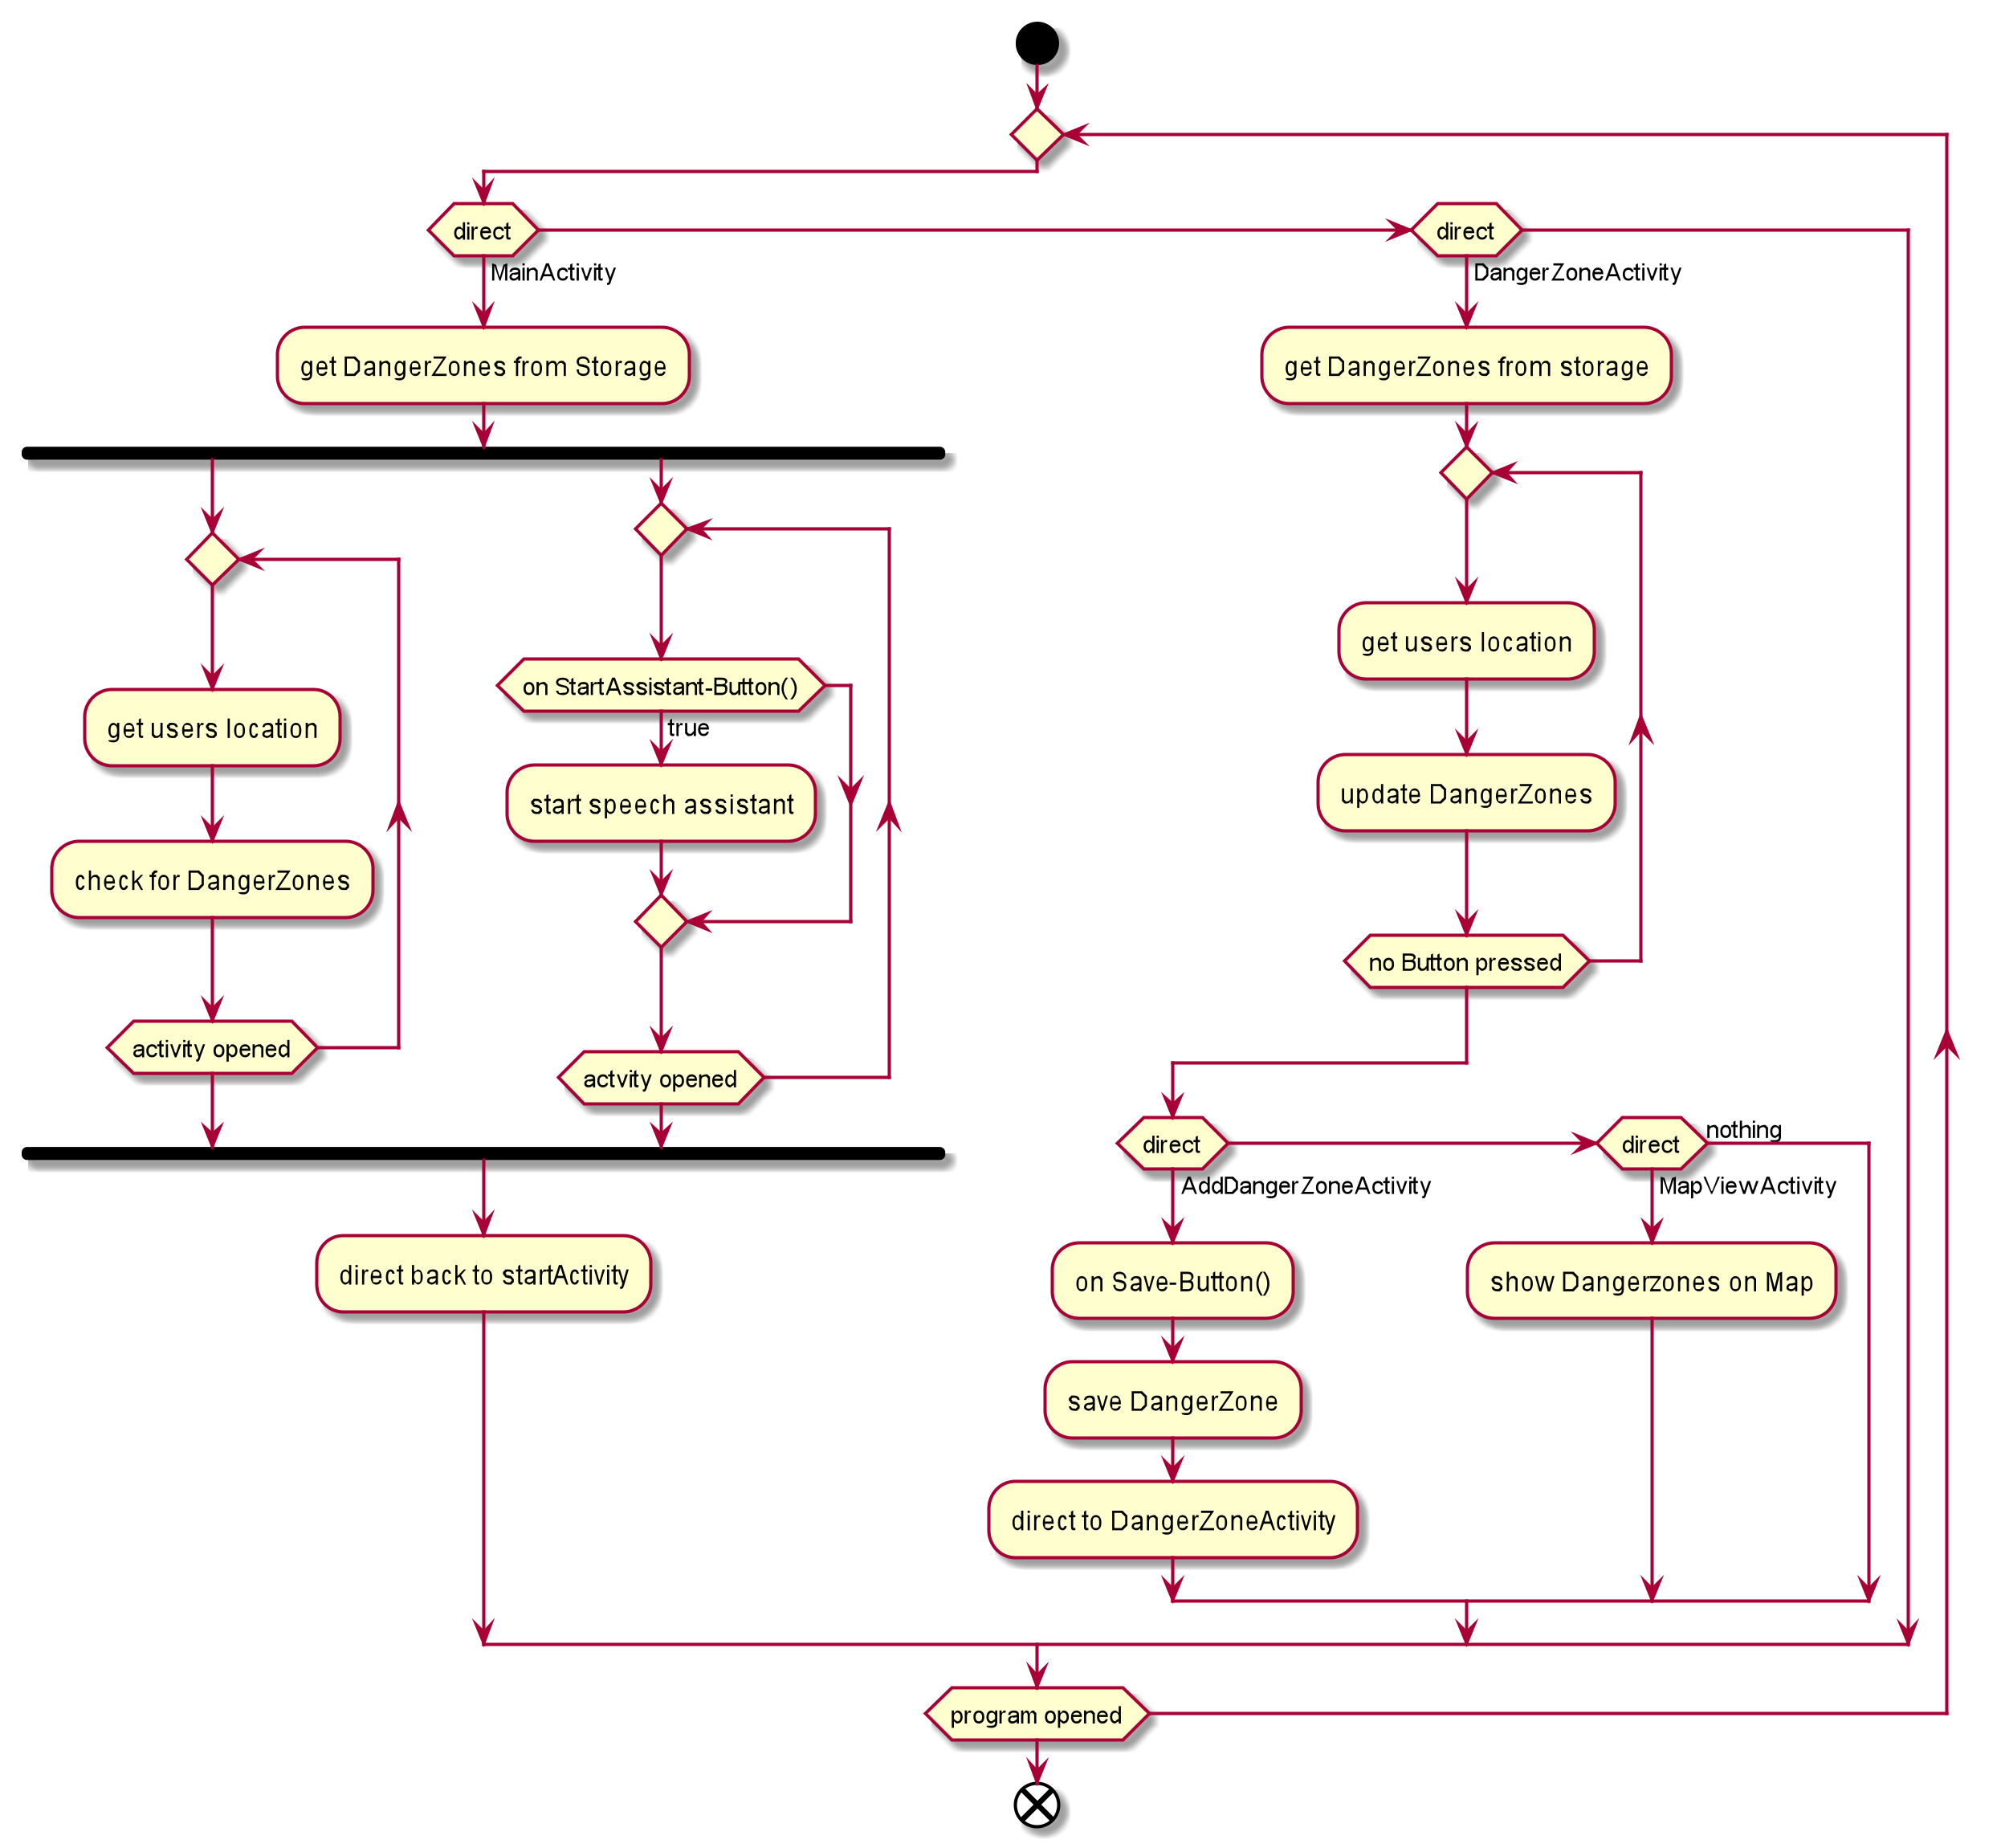 direct
direct
MainActivity
DangerZoneActivity
get DangerZones from Storage
get DangerZones from storage
get users location
on StartAssistant-Button()
true
get users location
start speech assistant
update DangerZones
check for DangerZones
no Button pressed
activity opened
actvity opened
direct
direct
nothing
AddDangerZoneActivity
MapViewActivity
direct back to startActivity
on Save-Button()
show Dangerzones on Map
save DangerZone
direct to DangerZoneActivity
program opened